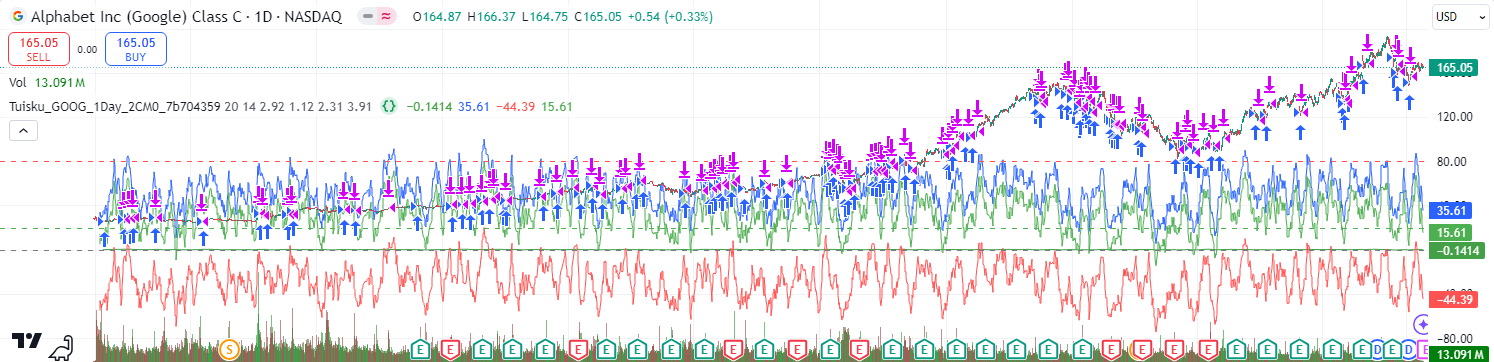 Alphabet Inc (Google) Class C · 1D · NASDAQ O164.87 H166.37 L164.75 C165.05 +0.54 (+0.33%)
USD
165.05 SELL 0.00 165.05 BUY
Vol 13.091M
165.05
Tuisku_GOOG_1Day_2CM0_7b704359 20 14 2.92 1.12 2.31 3.91 {} −0.1414 35.61 −44.39 15.61
120.00
80.00
35.61
15.61
−0.1414
−44.39
−80.00
S E E E E E E E E E E E E E E E E E E E E E E E E E E E E E E E E E D E
13.091M